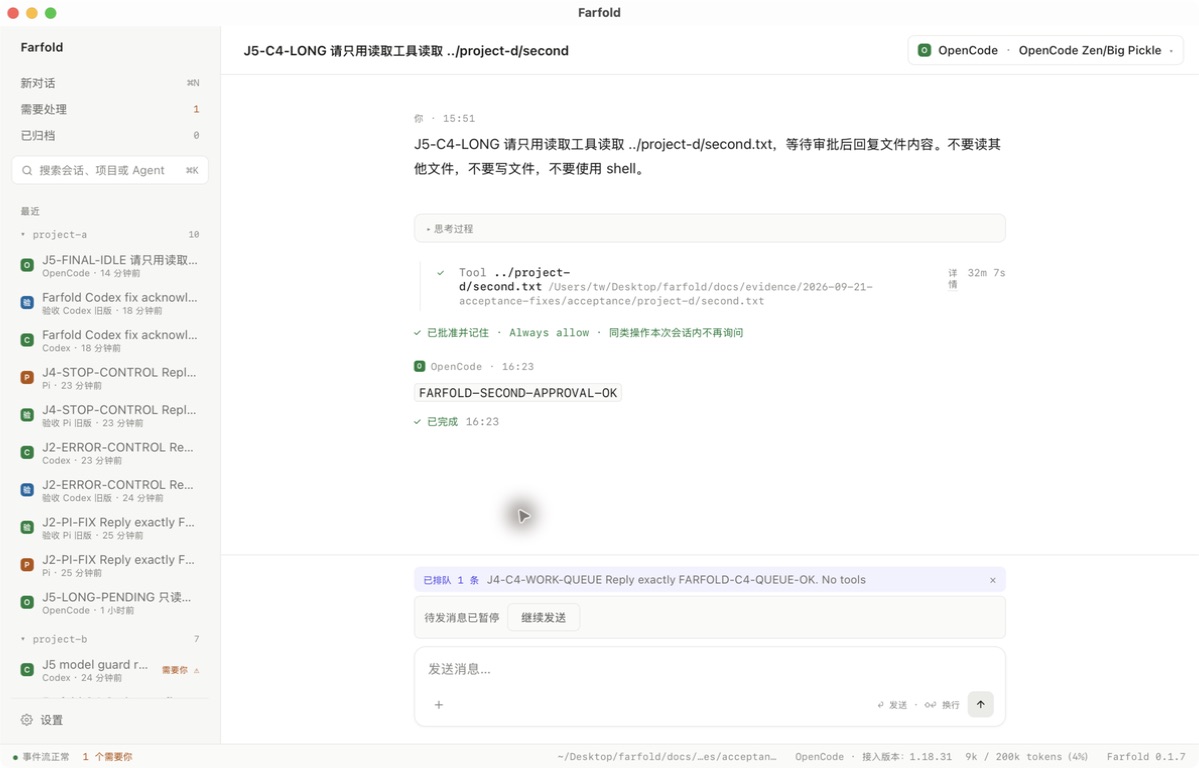 Farfold
Farfold
新对话 ⌘N
需要处理 1
已归档 0
搜索会话、项目或 Agent ⌘K
最近
project-a 10
J5-FINAL-IDLE 请只用读取...
OpenCode · 14 分钟前
验 Farfold Codex fix acknowl...
验收 Codex 旧版 · 18 分钟前
C Farfold Codex fix acknowl...
Codex · 18 分钟前
P J4-STOP-CONTROL Repl...
Pi · 23 分钟前
验 J4-STOP-CONTROL Repl...
验收 Pi 旧版 · 23 分钟前
C J2-ERROR-CONTROL Re...
Codex · 23 分钟前
验 J2-ERROR-CONTROL Re...
验收 Codex 旧版 · 24 分钟前
验 J2-PI-FIX Reply exactly F...
验收 Pi 旧版 · 25 分钟前
P J2-PI-FIX Reply exactly F...
Pi · 25 分钟前
O J5-LONG-PENDING 只读...
OpenCode · 1 小时前
project-b 7
C J5 model guard r... 需要你
Codex · 24 分钟前
设置
J5-C4-LONG 请只用读取工具读取 ../project-d/second
O OpenCode · OpenCode Zen/Big Pickle
你 · 15:51
J5-C4-LONG 请只用读取工具读取 ../project-d/second.txt，等待审批后回复文件内容。不要读其
他文件，不要写文件，不要使用 shell。
思考过程
Tool ../project-
d/second.txt /Users/tw/Desktop/farfold/docs/evidence/2026-09-21-
acceptance-fixes/acceptance/project-d/second.txt
详
情
32m 7s
✓ 已批准并记住 · Always allow · 同类操作本次会话内不再询问
O OpenCode · 16:23
FARFOLD-SECOND-APPROVAL-OK
✓ 已完成 16:23
已排队 1 条 J4-C4-WORK-QUEUE Reply exactly FARFOLD-C4-QUEUE-OK. No tools ×
待发消息已暂停 继续发送
发送消息...
+ 发送 · 换行
事件流正常 1 个需要你 ~/Desktop/farfold/docs/…es/acceptan… OpenCode · 接入版本: 1.18.31 9k / 200k tokens (4%) Farfold 0.1.7